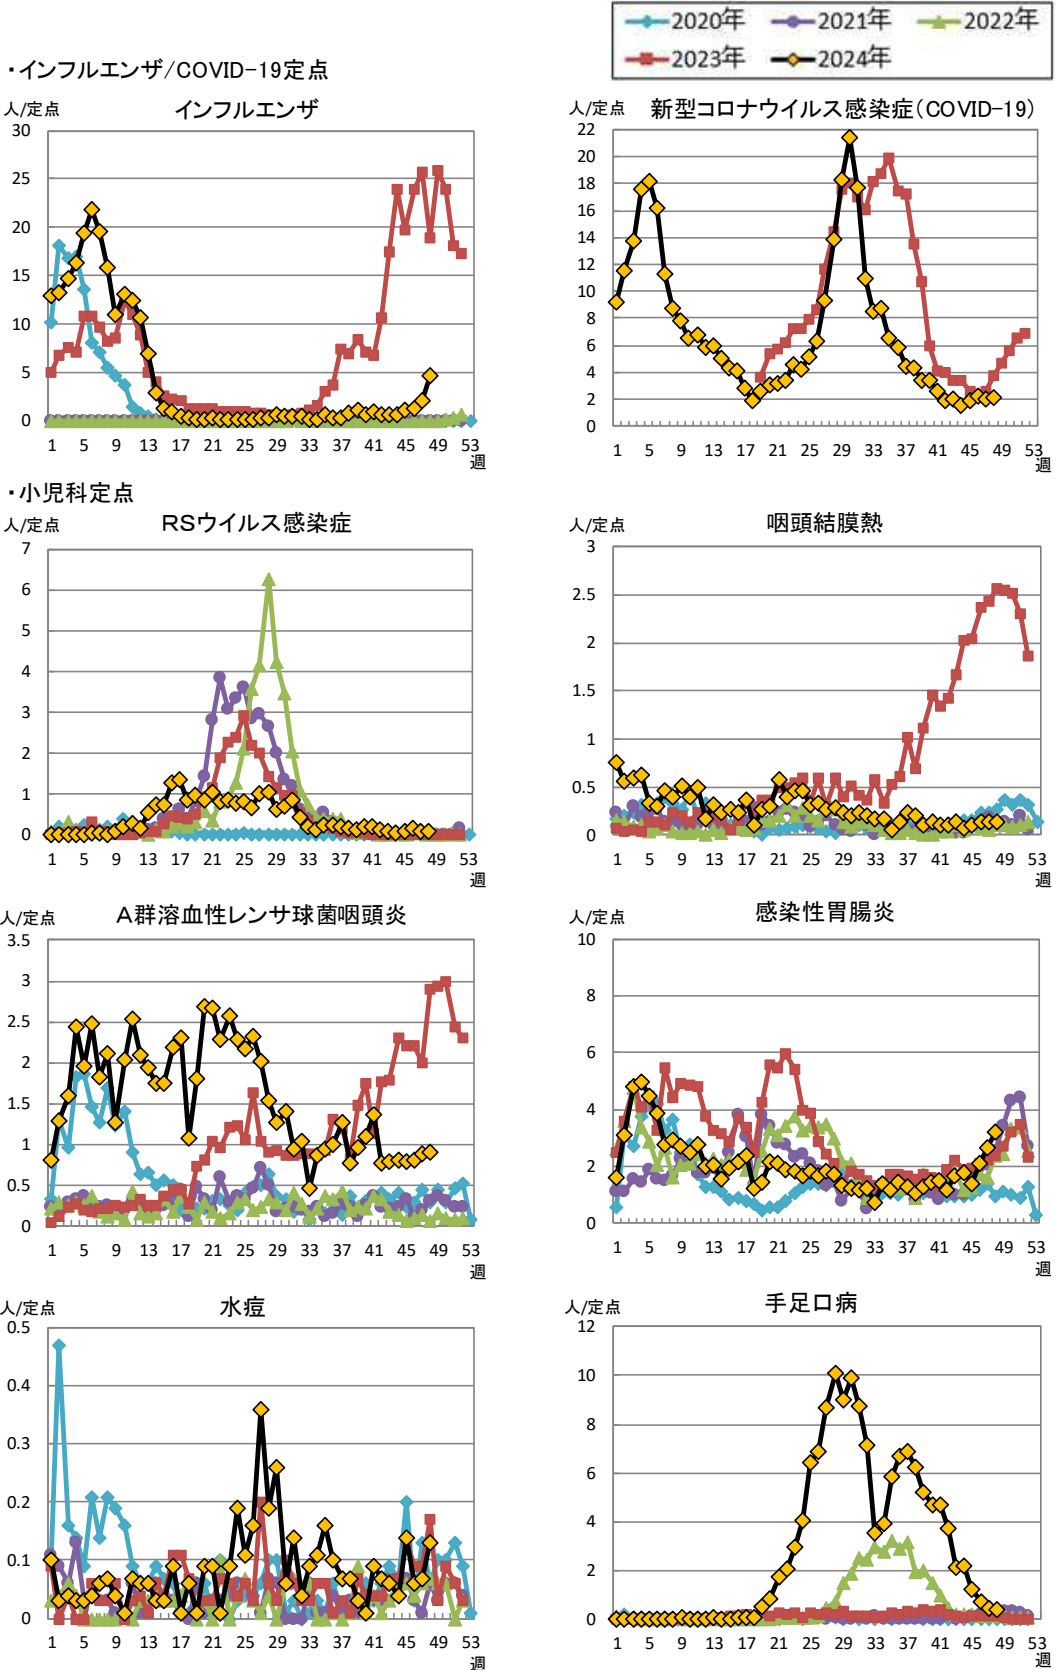 2020年 2021年 2022年
2023年 2024年
・インフルエンザ/COVID-19定点
人/定点 インフルエンザ
30
25
20
15
10
5
0
1 5 9 13 17 21 25 29 33 37 41 45 49 53
週
人/定点 新型コロナウイルス感染症(COVID-19)
22
20
18
16
14
12
10
8
6
4
2
0
1 5 9 13 17 21 25 29 33 37 41 45 49 53
週
・小児科定点
人/定点 RSウイルス感染症
7
6
5
4
3
2
1
0
1 5 9 13 17 21 25 29 33 37 41 45 49 53
週
人/定点 咽頭結膜熱
3
2.5
2
1.5
1
0.5
0
1 5 9 13 17 21 25 29 33 37 41 45 49 53
週
人/定点 A群溶血性レンサ球菌咽頭炎
3.5
3
2.5
2
1.5
1
0.5
0
1 5 9 13 17 21 25 29 33 37 41 45 49 53
週
人/定点 感染性胃腸炎
10
8
6
4
2
0
1 5 9 13 17 21 25 29 33 37 41 45 49 53
週
人/定点 水痘
0.5
0.4
0.3
0.2
0.1
0
1 5 9 13 17 21 25 29 33 37 41 45 49 53
週
人/定点 手足口病
12
10
8
6
4
2
0
1 5 9 13 17 21 25 29 33 37 41 45 49 53
週